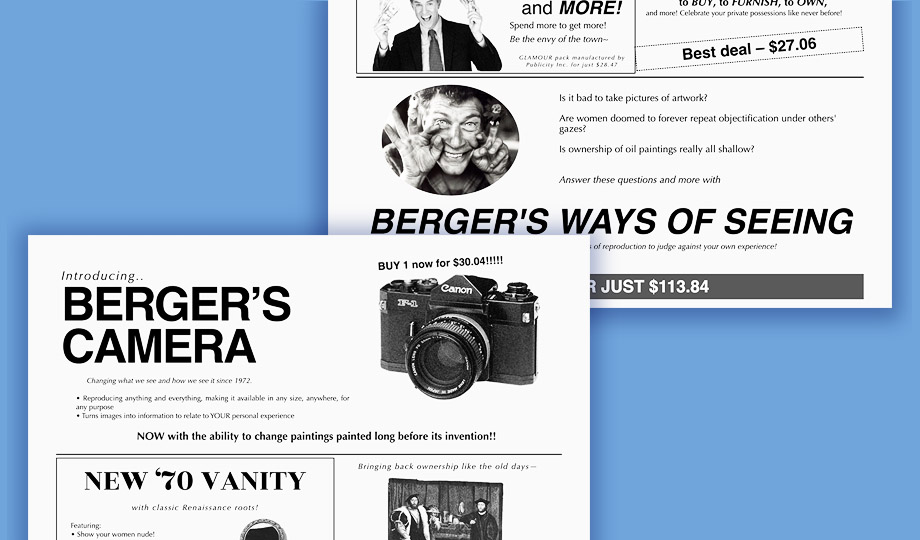 and MORE!
Spend more to get more!
Be the envy of the town~
GLAMOUR pack manufactured by
Publicity Inc. for just $28.47
to BUY, to FURNISH, to OWN,
and more! Celebrate your private possessions like never before!
Best deal – $27.06
Is it bad to take pictures of artwork?
Are women doomed to forever repeat objectification under others'
gazes?
Is ownership of oil paintings really all shallow?
Answer these questions and more with
BERGER'S WAYS OF SEEING
of reproduction to judge against your own experience!
R JUST $113.84
Introducing..
BERGER'S
CAMERA
Changing what we see and how we see it since 1972.
• Reproducing anything and everything, making it available in any size, anywhere, for
any purpose
• Turns images into information to relate to YOUR personal experience
BUY 1 now for $30.04!!!!!
Canon
F-1
NOW with the ability to change paintings painted long before its invention!!
NEW '70 VANITY
with classic Renaissance roots!
Featuring:
• Show your women nude!
Bringing back ownership like the old days—